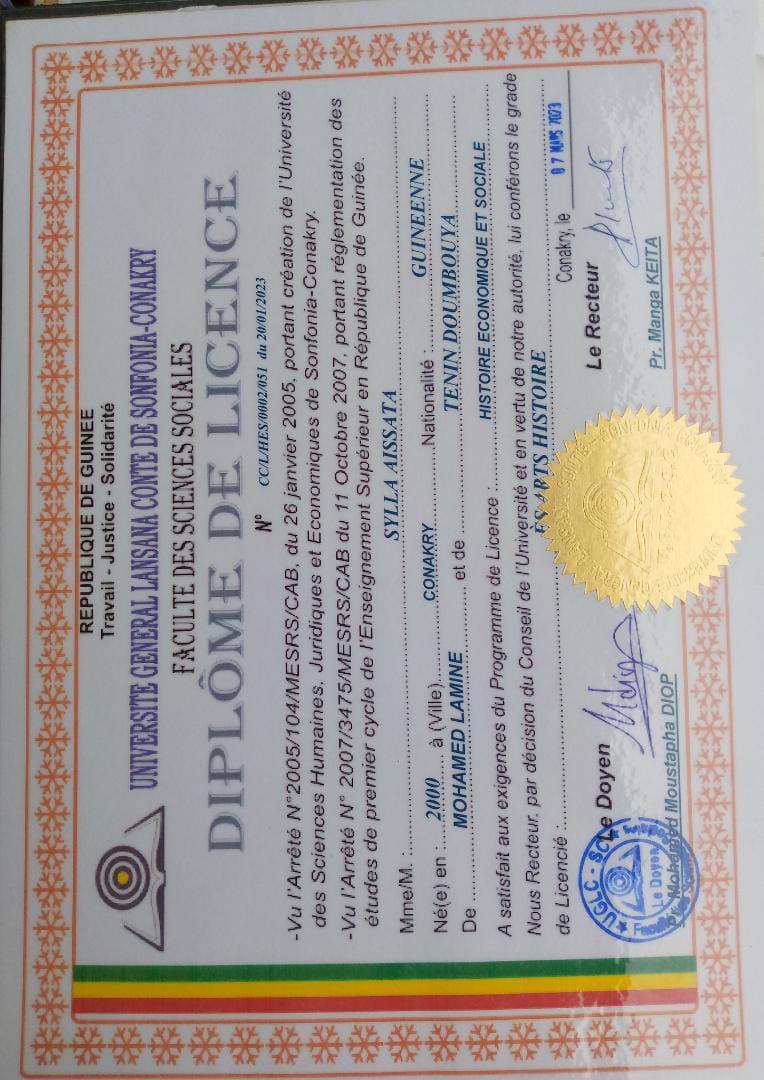 REPUBLIQUE DE GUINEE
Travail - Justice - Solidarité
UNIVERSITE GENERAL LANSANA CONTE DE SONFONIA-CONAKRY
FACULTE DES SCIENCES SOCIALES
DIPLÔME DE LICENCE
N° CC/L/HES/0002/051 du 20/01/2023
-Vu l'Arrêté N°2005/104/MESRS/CAB, du 26 janvier 2005, portant création de l'Université
des Sciences Humaines, Juridiques et Economiques de Sonfonia-Conakry.
-Vu l'Arrêté N° 2007/3475/MESRS/CAB du 11 Octobre 2007, portant réglementation des
études de premier cycle de l'Enseignement Supérieur en République de Guinée.
Mme/M. : SYLLA AISSATA
Né(e) en : 2000 à (Ville) CONAKRY Nationalité : GUINEENNE
De MOHAMED LAMINE et de TENIN DOUMBOUYA
A satisfait aux exigences du Programme de Licence : HISTOIRE ECONOMIQUE ET SOCIALE
Nous Recteur, par décision du Conseil de l'Université et en vertu de notre autorité, lui conférons le grade
de Licencié : ÈS ARTS HISTOIRE
Conakry, le 07 MARS 2023
UGLC - SC
Le Doyen
Le Doyen
Le Recteur
Pr. Mohamed Moustapha DIOP
Pr. Manga KEITA